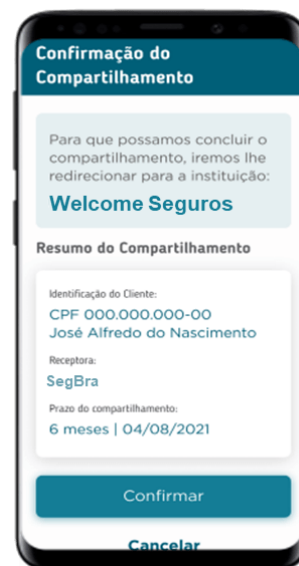 Confirmação do
Compartilhamento
Para que possamos concluir o
compartilhamento, iremos lhe
redirecionar para a instituição:
Welcome Seguros
Resumo do Compartilhamento
Identificação do Cliente:
CPF 000.000.000-00
José Alfredo do Nascimento
Receptora:
SegBra
Prazo do compartilhamento:
6 meses | 04/08/2021
Confirmar
Cancelar